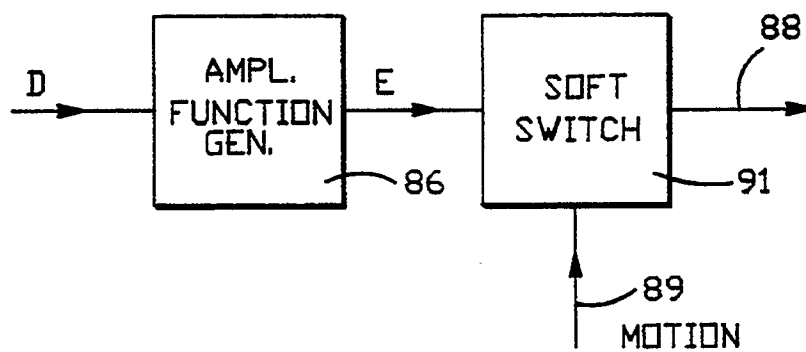 D
AMPL.
FUNCTION
GEN.
86
E
SOFT
SWITCH
91
88
89
MOTION